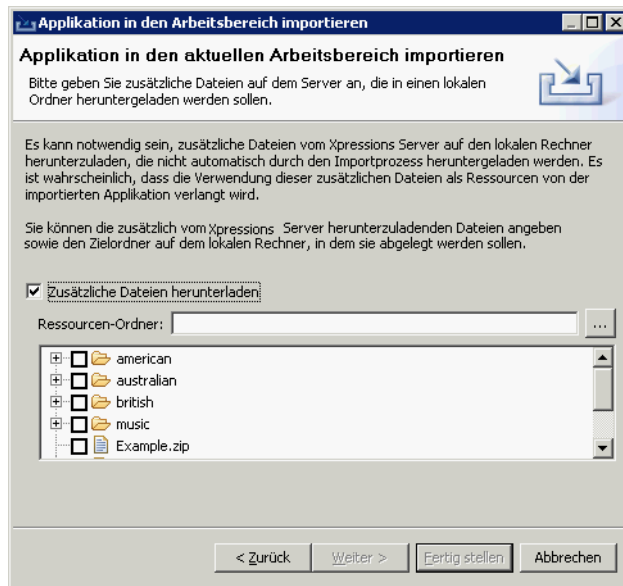 Applikation in den Arbeitsbereich importieren
Applikation in den aktuellen Arbeitsbereich importieren
Bitte geben Sie zusätzliche Dateien auf dem Server an, die in einen lokalen
Ordner heruntergeladen werden sollen.
Es kann notwendig sein, zusätzliche Dateien vom Xpressions Server auf den lokalen Rechner
herunterzuladen, die nicht automatisch durch den Importprozess heruntergeladen werden. Es
ist wahrscheinlich, dass die Verwendung dieser zusätzlichen Dateien als Ressourcen von der
importierten Applikation verlangt wird.
Sie können die zusätzlich vom Xpressions Server herunterzuladenden Dateien angeben
sowie den Zielordner auf dem lokalen Rechner, in dem sie abgelegt werden sollen.
Zusätzliche Dateien herunterladen
Ressourcen-Ordner: ...
american
australian
british
music
Example.zip
< Zurück Weiter > Fertig stellen Abbrechen